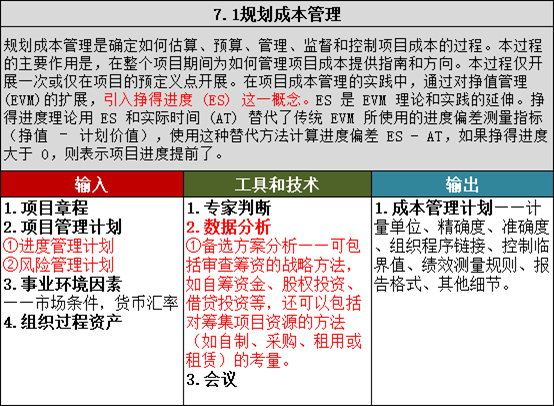 7.1规划成本管理
规划成本管理是确定如何估算、预算、管理、监督和控制项目成本的过程。本过程
的主要作用是，在整个项目期间为如何管理项目成本提供指南和方向。本过程仅开
展一次或仅在项目的预定义点开展。在项目成本管理的实践中，通过对挣值管理
(EVM)的扩展，引入挣得进度 (ES) 这一概念。ES 是 EVM 理论和实践的延伸。挣
得进度理论用 ES 和实际时间 (AT) 替代了传统 EVM 所使用的进度偏差测量指标
（挣值 － 计划价值），使用这种替代方法计算进度偏差 ES - AT，如果挣得进度
大于 0，则表示项目进度提前了。
输入
1.项目章程
2.项目管理计划
①进度管理计划
②风险管理计划
3.事业环境因素
——市场条件，货币汇率
4.组织过程资产
工具和技术
1.专家判断
2.数据分析
①备选方案分析——可包
括审查筹资的战略方法，
如自筹资金、股权投资、
借贷投资等，还可以包括
对筹集项目资源的方法
（如自制、采购、租用或
租赁）的考量。
3.会议
输出
1.成本管理计划——计
量单位、精确度、准确度
、组织程序链接、控制临
界值、绩效测量规则、报
告格式、其他细节。